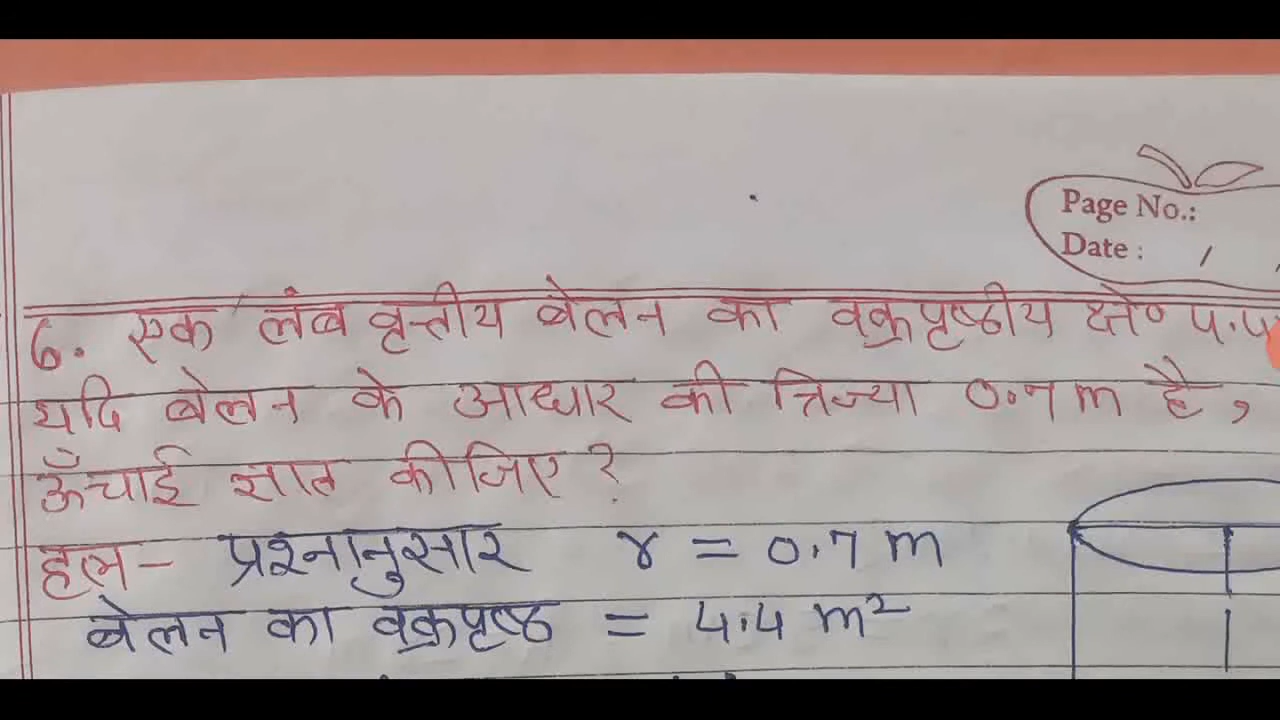 Page No.:
Date : /
6. एक लंब वृत्तीय बेलन का वक्रपृष्ठीय क्षे० 4.4
यदि बेलन के आधार की त्रिज्या 0.7 m है,
ऊँचाई ज्ञात कीजिए ?
हल - प्रश्नानुसार r = 0.7 m
बेलन का वक्रपृष्ठ = 4.4 m²